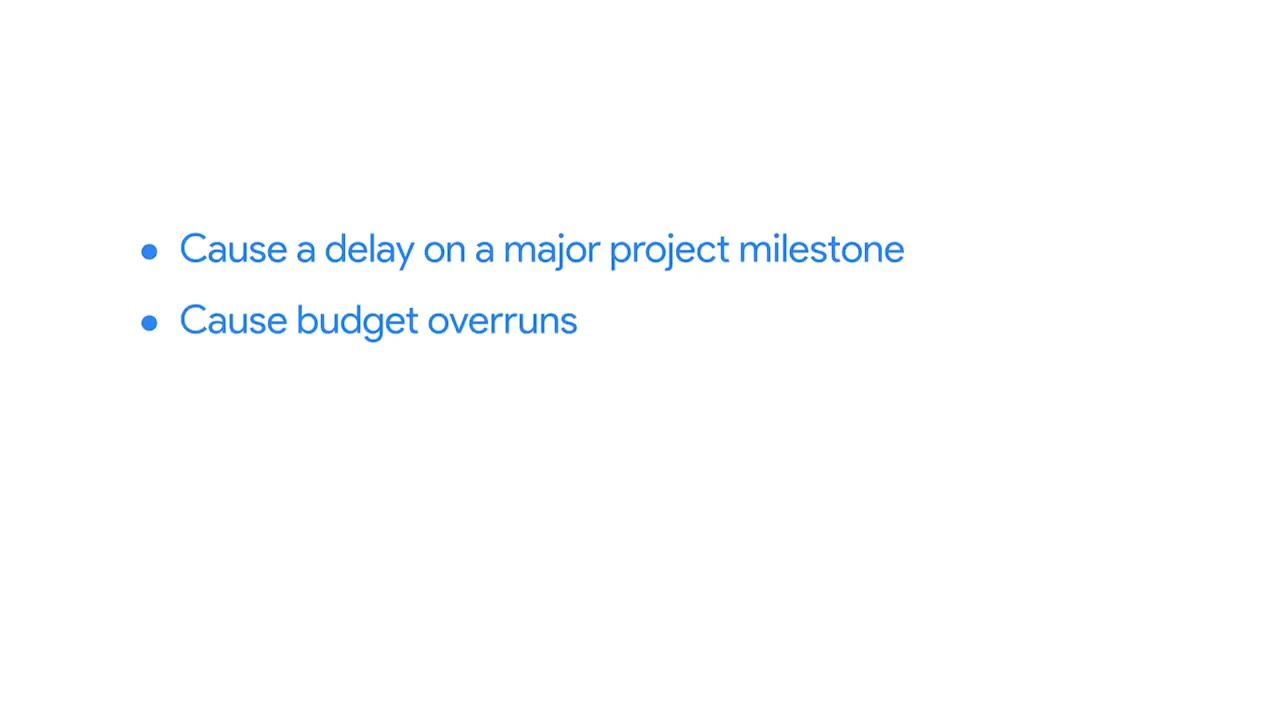 • Cause a delay on a major project milestone
• Cause budget overruns